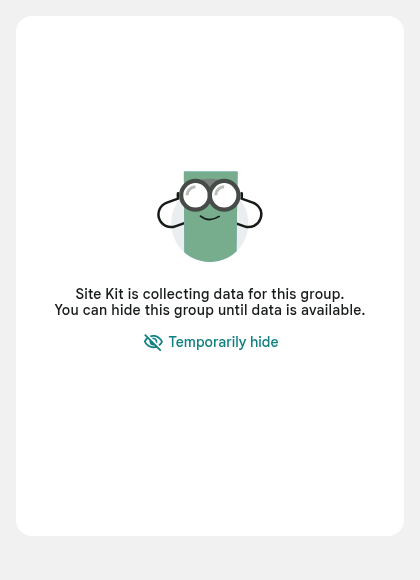 Site Kit is collecting data for this group.
You can hide this group until data is available.
Temporarily hide